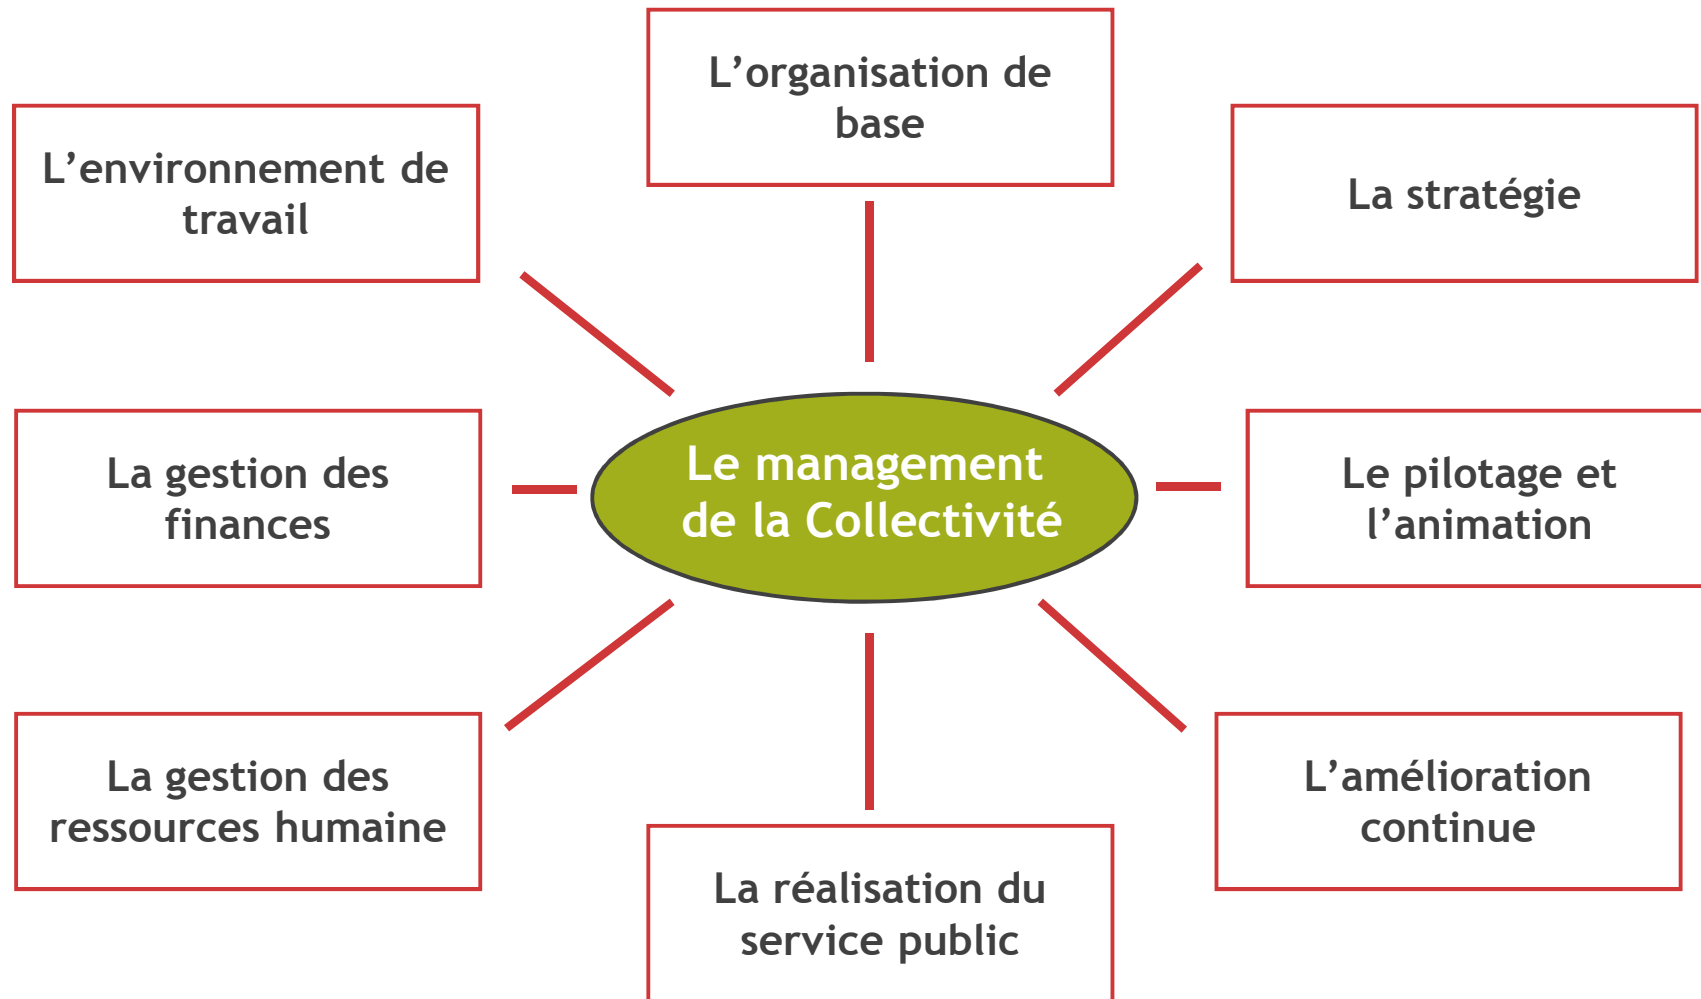 L’organisation de
base
L’environnement de
travail
La stratégie
La gestion des
finances
Le management
de la Collectivité
Le pilotage et
l’animation
La gestion des
ressources humaine
L’amélioration
continue
La réalisation du
service public